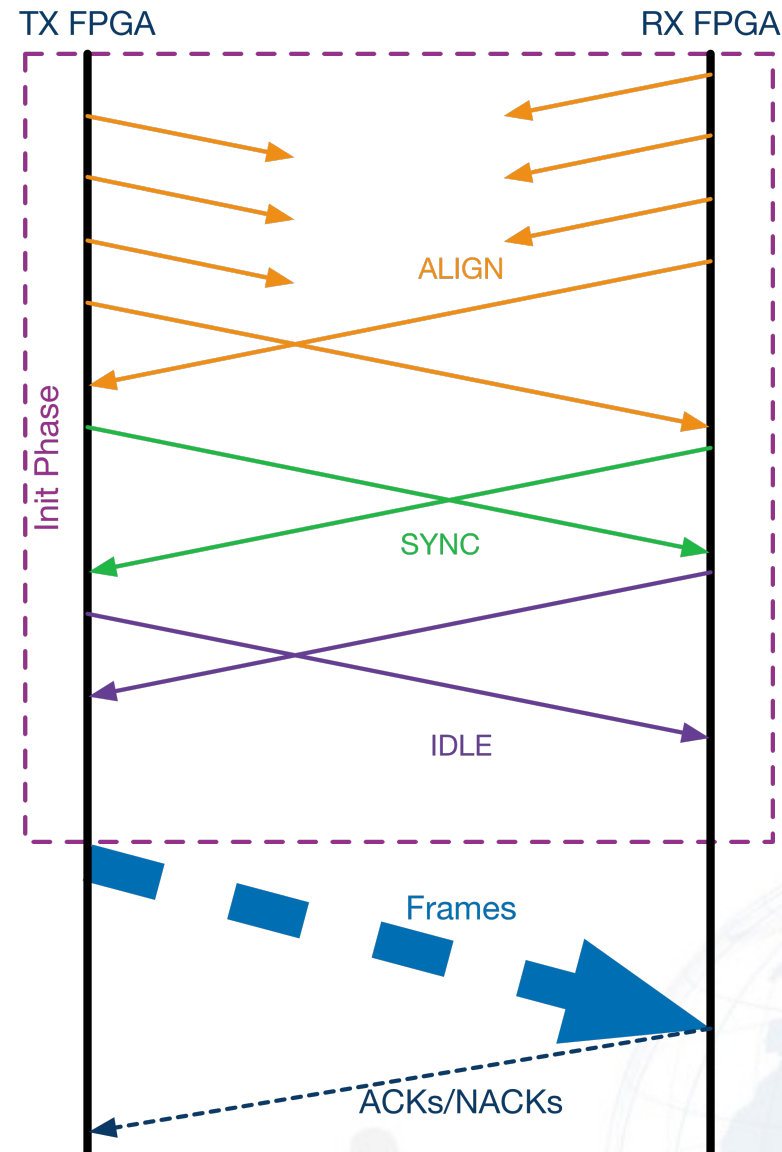 TX FPGA
RX FPGA
ALIGN
Init Phase
SYNC
IDLE
Frames
ACKs/NACKs